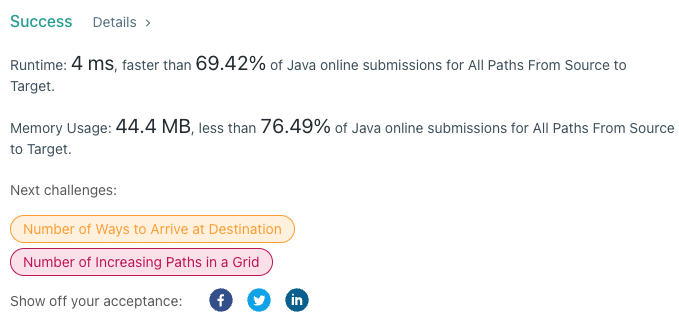 Success Details >
Runtime: 4 ms, faster than 69.42% of Java online submissions for All Paths From Source to
Target.
Memory Usage: 44.4 MB, less than 76.49% of Java online submissions for All Paths From Source
to Target.
Next challenges:
Number of Ways to Arrive at Destination
Number of Increasing Paths in a Grid
Show off your acceptance: f in